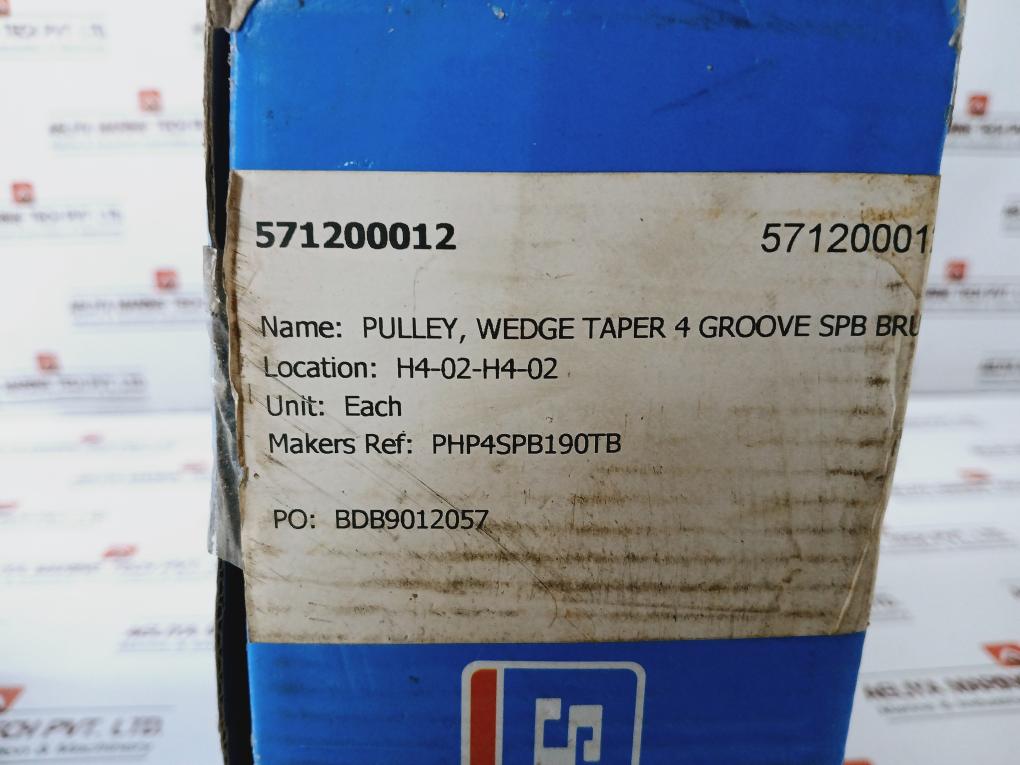 571200012 57120001
Name: PULLEY, WEDGE TAPER 4 GROOVE SPB BRU
Location: H4-02-H4-02
Unit: Each
Makers Ref: PHP4SPB190TB
PO: BDB9012057
S